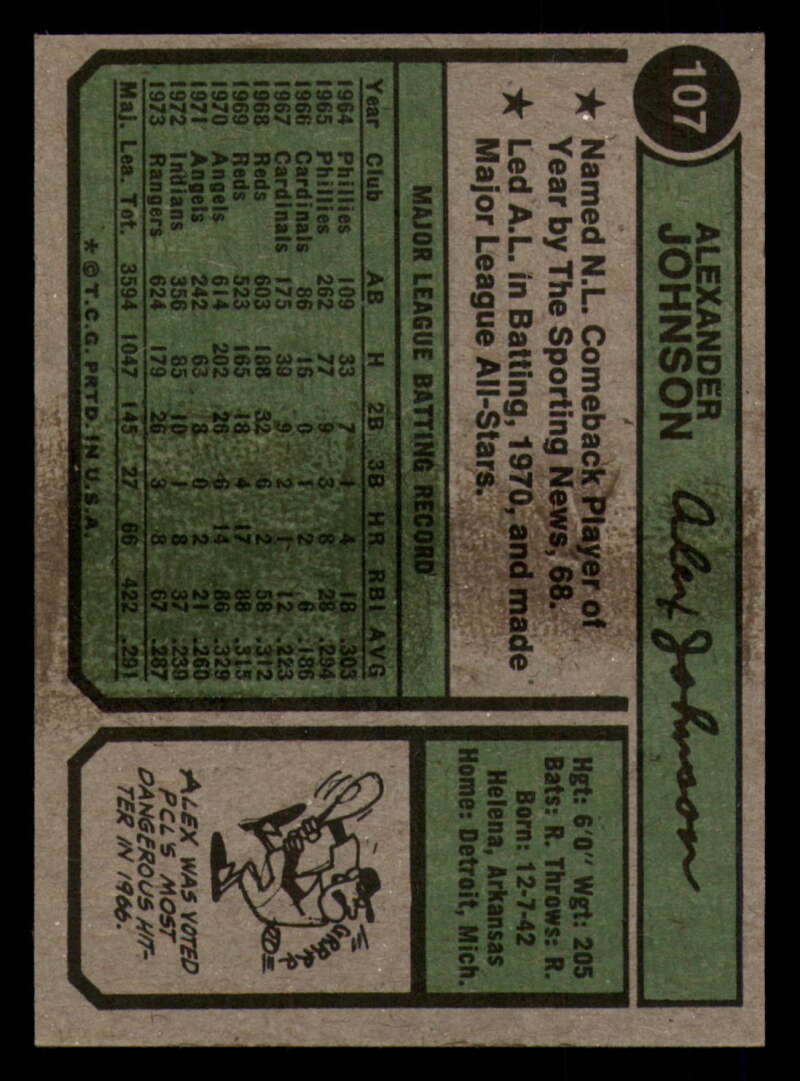 107
ALEXANDER
JOHNSON
Alex Johnson
★ Named N.L. Comeback Player of
Year by The Sporting News, 68.
★ Led A.L. in Batting, 1970, and made
Major League All-Stars.
Hgt: 6'0" Wgt: 205
Bats: R. Throws: R.
Born: 12-7-42
Helena, Arkansas
Home: Detroit, Mich.
MAJOR LEAGUE BATTING RECORD
Year Club AB H 2B 3B HR RBI AVG
1964 Phillies 109 33 7 1 4 18 .303
1965 Phillies 262 77 9 3 8 28 .294
1966 Cardinals 86 16 0 1 2 6 .186
1967 Cardinals 175 39 9 2 1 12 .223
1968 Reds 603 188 32 6 2 58 .312
1969 Reds 523 165 18 4 17 88 .315
1970 Angels 614 202 26 6 14 86 .329
1971 Angels 242 63 8 0 2 21 .260
1972 Indians 356 85 10 1 8 37 .239
1973 Rangers 624 179 26 3 8 67 .287
Maj. Lea. Tot. 3594 1047 145 27 66 422 .291
* © T.C.G. PRTD. IN U.S.A.
GRRPPP
ALEX WAS VOTED
PCL'S MOST
DANGEROUS HIT-
TER IN 1966.